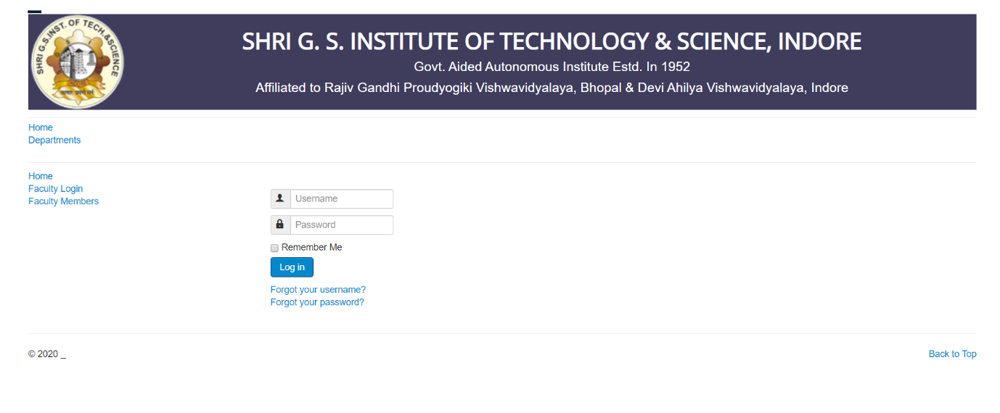 SHRI G.S.INST. OF TECH.&SCIENCE
SHRI G. S. INSTITUTE OF TECHNOLOGY & SCIENCE, INDORE
Govt. Aided Autonomous Institute Estd. In 1952
Affiliated to Rajiv Gandhi Proudyogiki Vishwavidyalaya, Bhopal & Devi Ahilya Vishwavidyalaya, Indore
Home
Departments
Home
Faculty Login
Faculty Members
Username
Password
Remember Me
Log in
Forgot your username?
Forgot your password?
© 2020 _
Back to Top